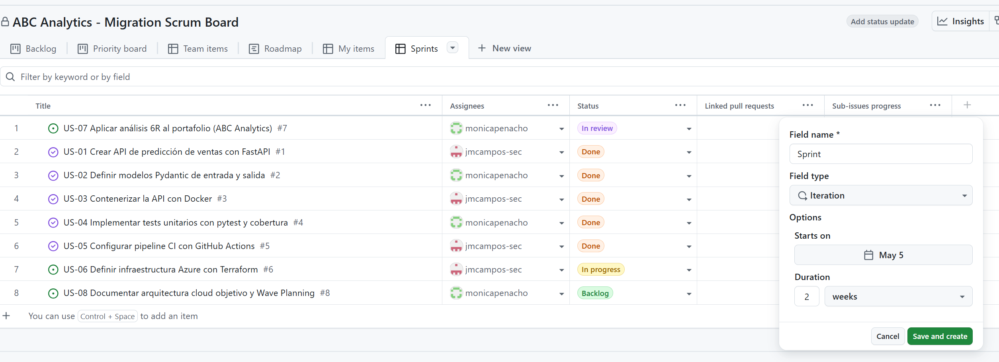 ABC Analytics - Migration Scrum Board
Add status update
Insights
Backlog
Priority board
Team items
Roadmap
My items
Sprints
New view
Filter by keyword or by field
Title Assignees Status Linked pull requests Sub-issues progress
1 US-07 Aplicar análisis 6R al portafolio (ABC Analytics) #7 monicapenacho In review
2 US-01 Crear API de predicción de ventas con FastAPI #1 jmcampos-sec Done
3 US-02 Definir modelos Pydantic de entrada y salida #2 monicapenacho Done
4 US-03 Contenerizar la API con Docker #3 jmcampos-sec Done
5 US-04 Implementar tests unitarios con pytest y cobertura #4 monicapenacho Done
6 US-05 Configurar pipeline CI con GitHub Actions #5 jmcampos-sec Done
7 US-06 Definir infraestructura Azure con Terraform #6 jmcampos-sec In progress
8 US-08 Documentar arquitectura cloud objetivo y Wave Planning #8 monicapenacho Backlog
You can use Control + Space to add an item
Field name *
Sprint
Field type
Iteration
Options
Starts on
May 5
Duration
2 weeks
Cancel
Save and create